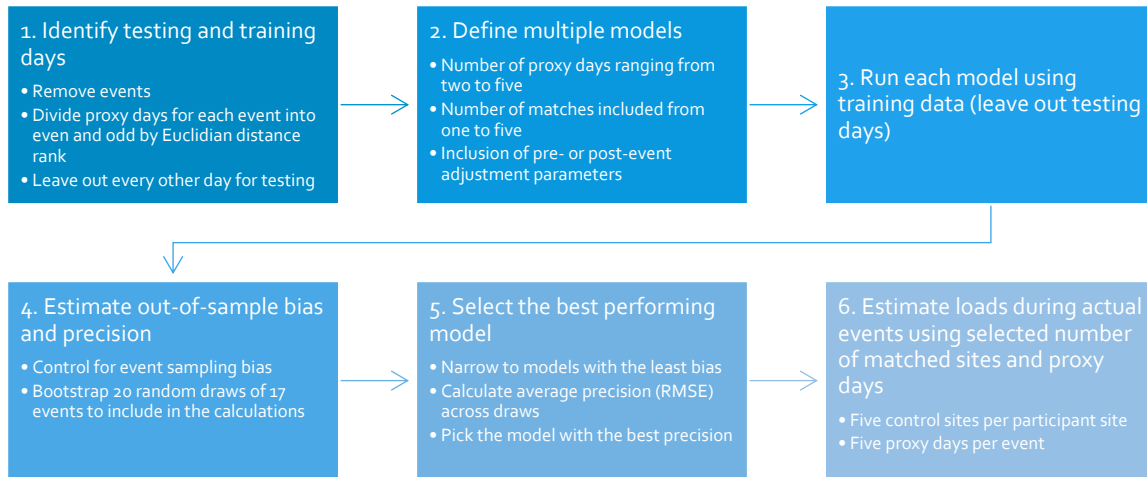 1. Identify testing and training
days
• Remove events
• Divide proxy days for each event into
even and odd by Euclidian distance
rank
• Leave out every other day for testing
2. Define multiple models
• Number of proxy days ranging from
two to five
• Number of matches included from
one to five
• Inclusion of pre- or post-event
adjustment parameters
3. Run each model using
training data (leave out testing
days)
4. Estimate out-of-sample bias
and precision
• Control for event sampling bias
• Bootstrap 20 random draws of 17
events to include in the calculations
5. Select the best performing
model
• Narrow to models with the least bias
• Calculate average precision (RMSE)
across draws
• Pick the model with the best precision
6. Estimate loads during actual
events using selected number
of matched sites and proxy
days
• Five control sites per participant site
• Five proxy days per event